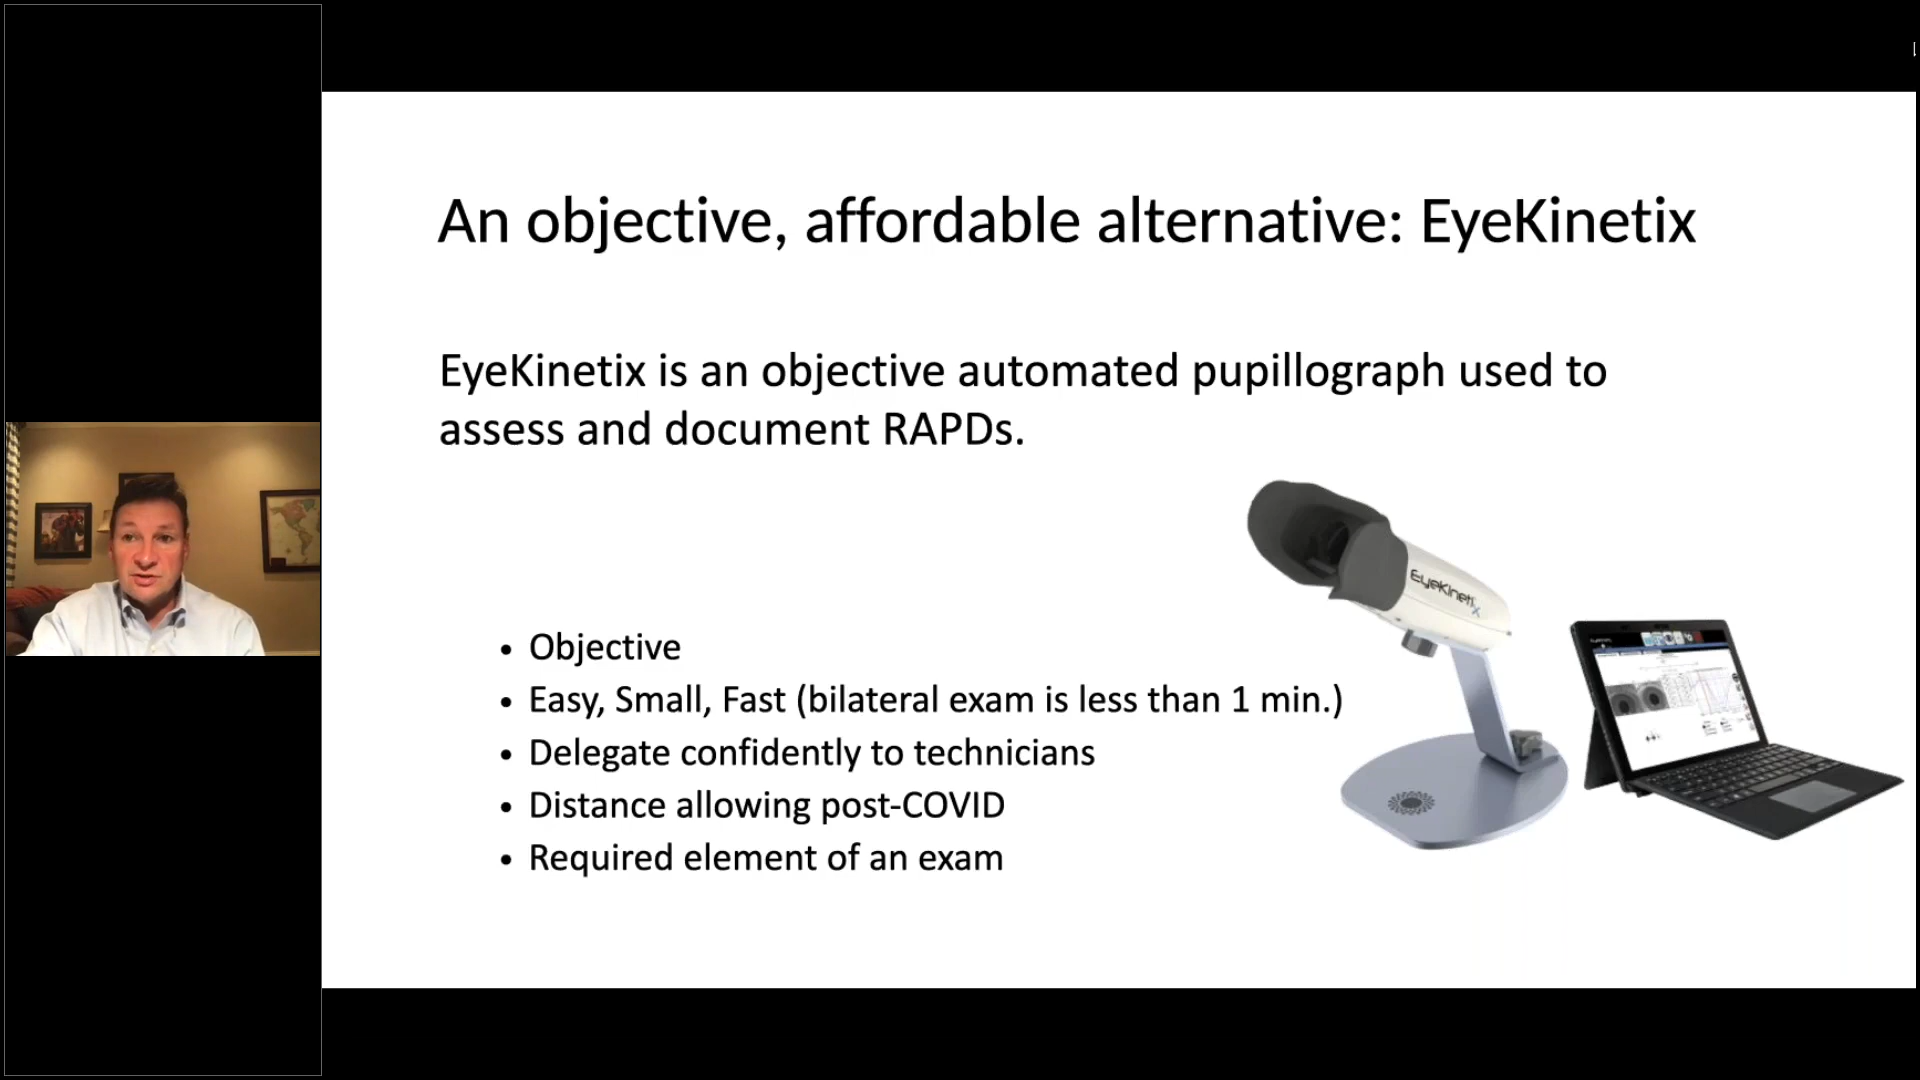 An objective, affordable alternative: EyeKinetix
EyeKinetix is an objective automated pupillograph used to
assess and document RAPDs.
• Objective
• Easy, Small, Fast (bilateral exam is less than 1 min.)
• Delegate confidently to technicians
• Distance allowing post-COVID
• Required element of an exam
EyeKinetix